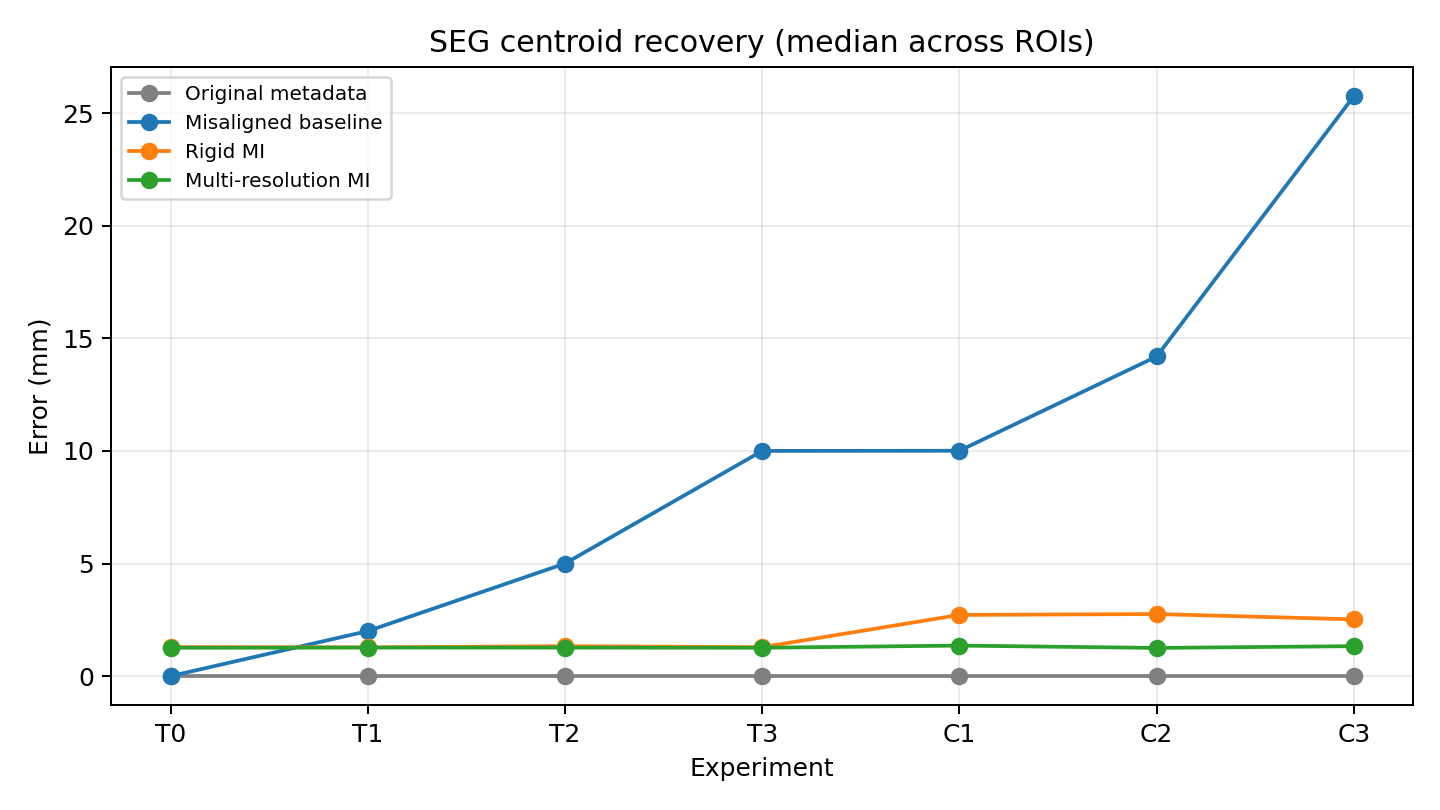 SEG centroid recovery (median across ROIs)
Original metadata
Misaligned baseline
Rigid MI
Multi-resolution MI
25
20
15
10
5
0
Error (mm)
T0 T1 T2 T3 C1 C2 C3
Experiment